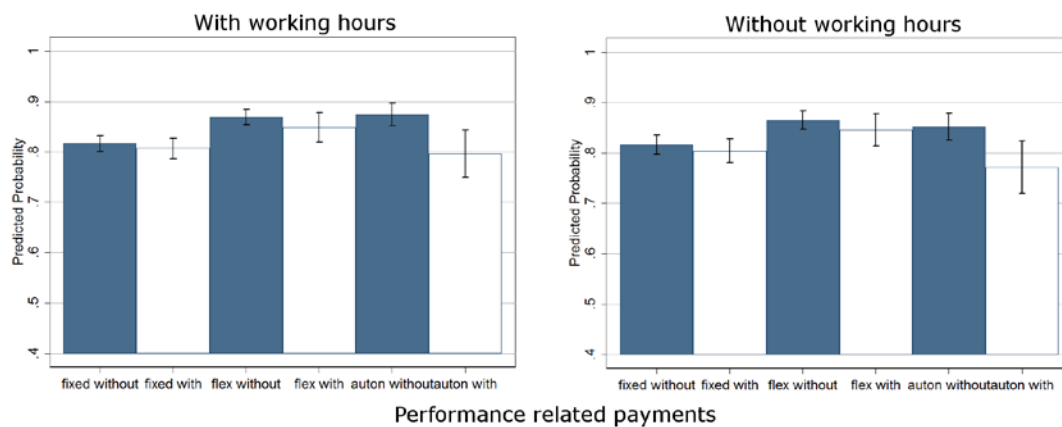 With working hours
Without working hours
Predicted Probability
1
.9
.8
.7
.6
.5
.4
fixed without fixed with flex without flex with auton without auton with
Predicted Probability
1
.9
.8
.7
.6
.5
.4
fixed without fixed with flex without flex with auton without auton with
Performance related payments